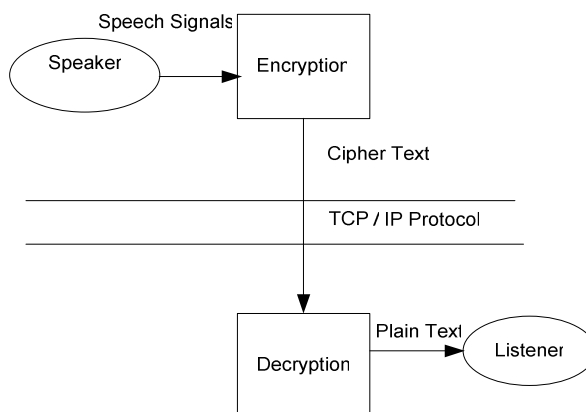 Speech Signals
Speaker
Encryption
Cipher Text
TCP / IP Protocol
Plain Text
Decryption
Listener